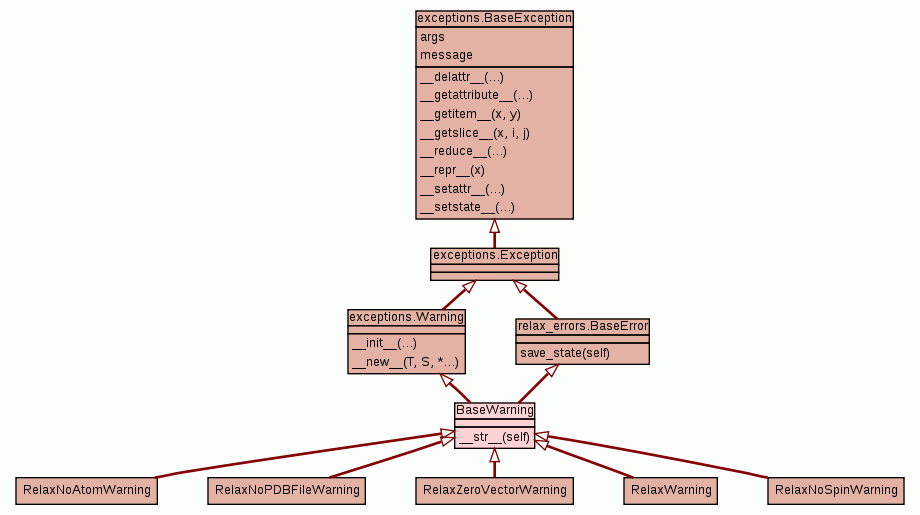 exceptions.BaseException
args
message
__delattr__(...)
__getattribute__(...)
__getitem__(x, y)
__getslice__(x, i, j)
__reduce__(...)
__repr__(x)
__setattr__(...)
__setstate__(...)
exceptions.Exception
exceptions.Warning
__init__(...)
__new__(T, S, *...)
relax_errors.BaseError
save_state(self)
BaseWarning
__str__(self)
RelaxNoAtomWarning
RelaxNoPDBFileWarning
RelaxZeroVectorWarning
RelaxWarning
RelaxNoSpinWarning